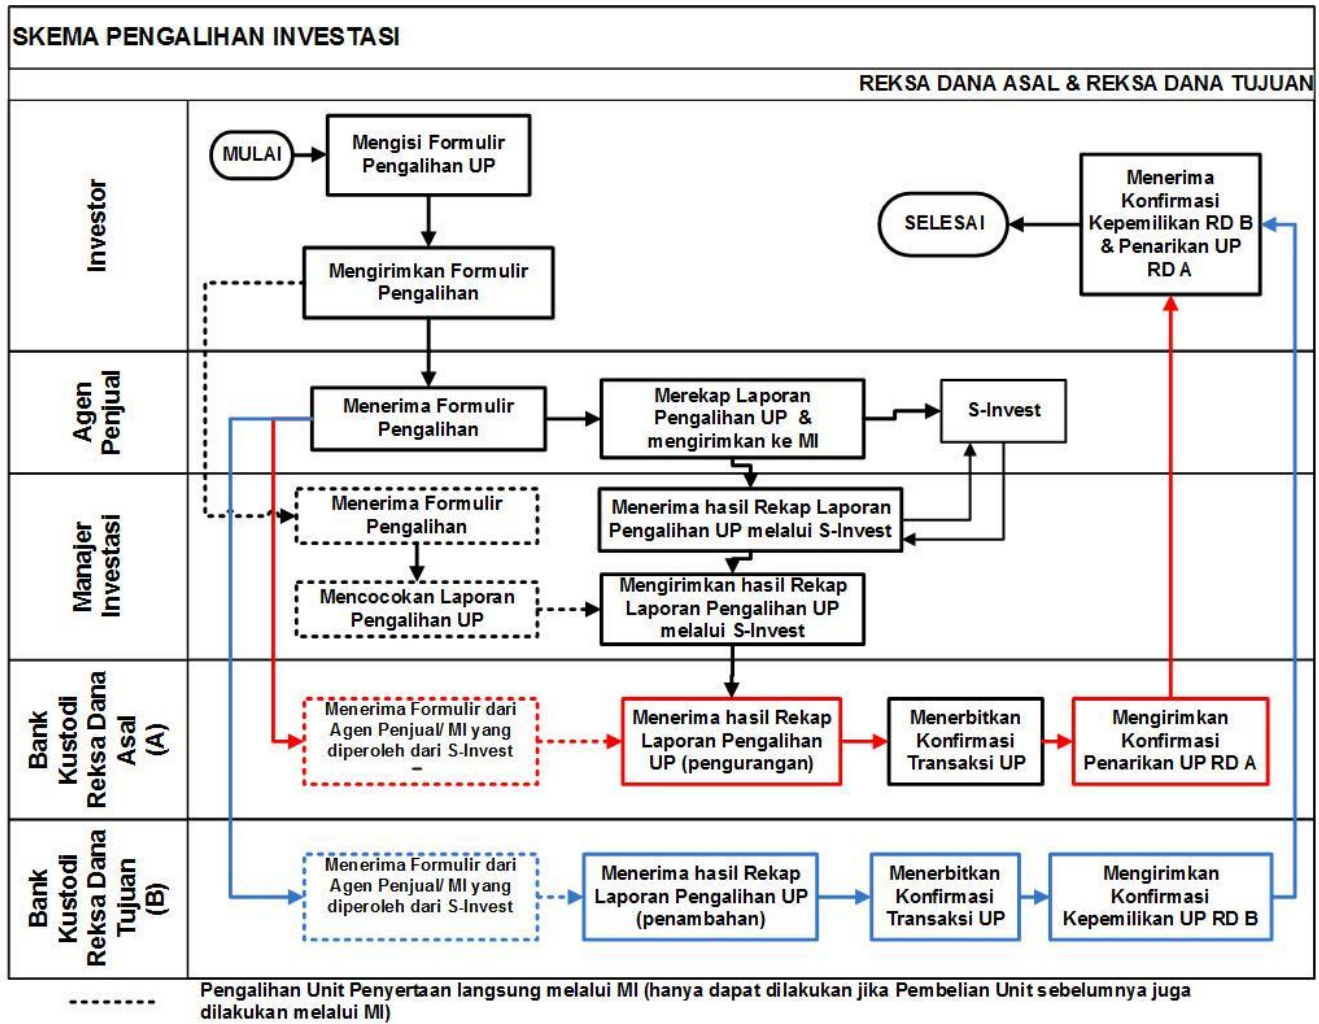 SKEMA PENGALIHAN INVESTASI
REKSA DANA ASAL & REKSA DANA TUJUAN
Investor
MULAI
Mengisi Formulir
Pengalihan UP
Mengirimkan Formulir
Pengalihan
SELESAI
Menerima
Konfirmasi
Kepemilikan RD B
& Penarikan UP
RD A
Agen
Penjual
Menerima Formulir
Pengalihan
Merekap Laporan
Pengalihan UP &
mengirimkan ke MI
S-Invest
Manajer
Investasi
Menerima Formulir
Pengalihan
Mencocokan Laporan
Pengalihan UP
Menerima hasil Rekap Laporan
Pengalihan UP melalui S-Invest
Mengirimkan hasil Rekap
Laporan Pengalihan UP
melalui S-Invest
Bank
Kustodi
Reksa Dana
Asal
(A)
Menerima Formulir dari
Agen Penjual/ MI yang
diperoleh dari S-Invest
–
Menerima hasil Rekap
Laporan Pengalihan
UP (pengurangan)
Menerbitkan
Konfirmasi
Transaksi UP
Mengirimkan
Konfirmasi
Penarikan UP RD A
Bank
Kustodi
Reksa Dana
Tujuan
(B)
Menerima Formulir dari
Agen Penjual/ MI yang
diperoleh dari S-Invest
Menerima hasil Rekap
Laporan Pengalihan UP
(penambahan)
Menerbitkan
Konfirmasi
Transaksi UP
Mengirimkan
Konfirmasi
Kepemilikan UP RD B
Pengalihan Unit Penyertaan langsung melalui MI (hanya dapat dilakukan jika Pembelian Unit sebelumnya juga
dilakukan melalui MI)